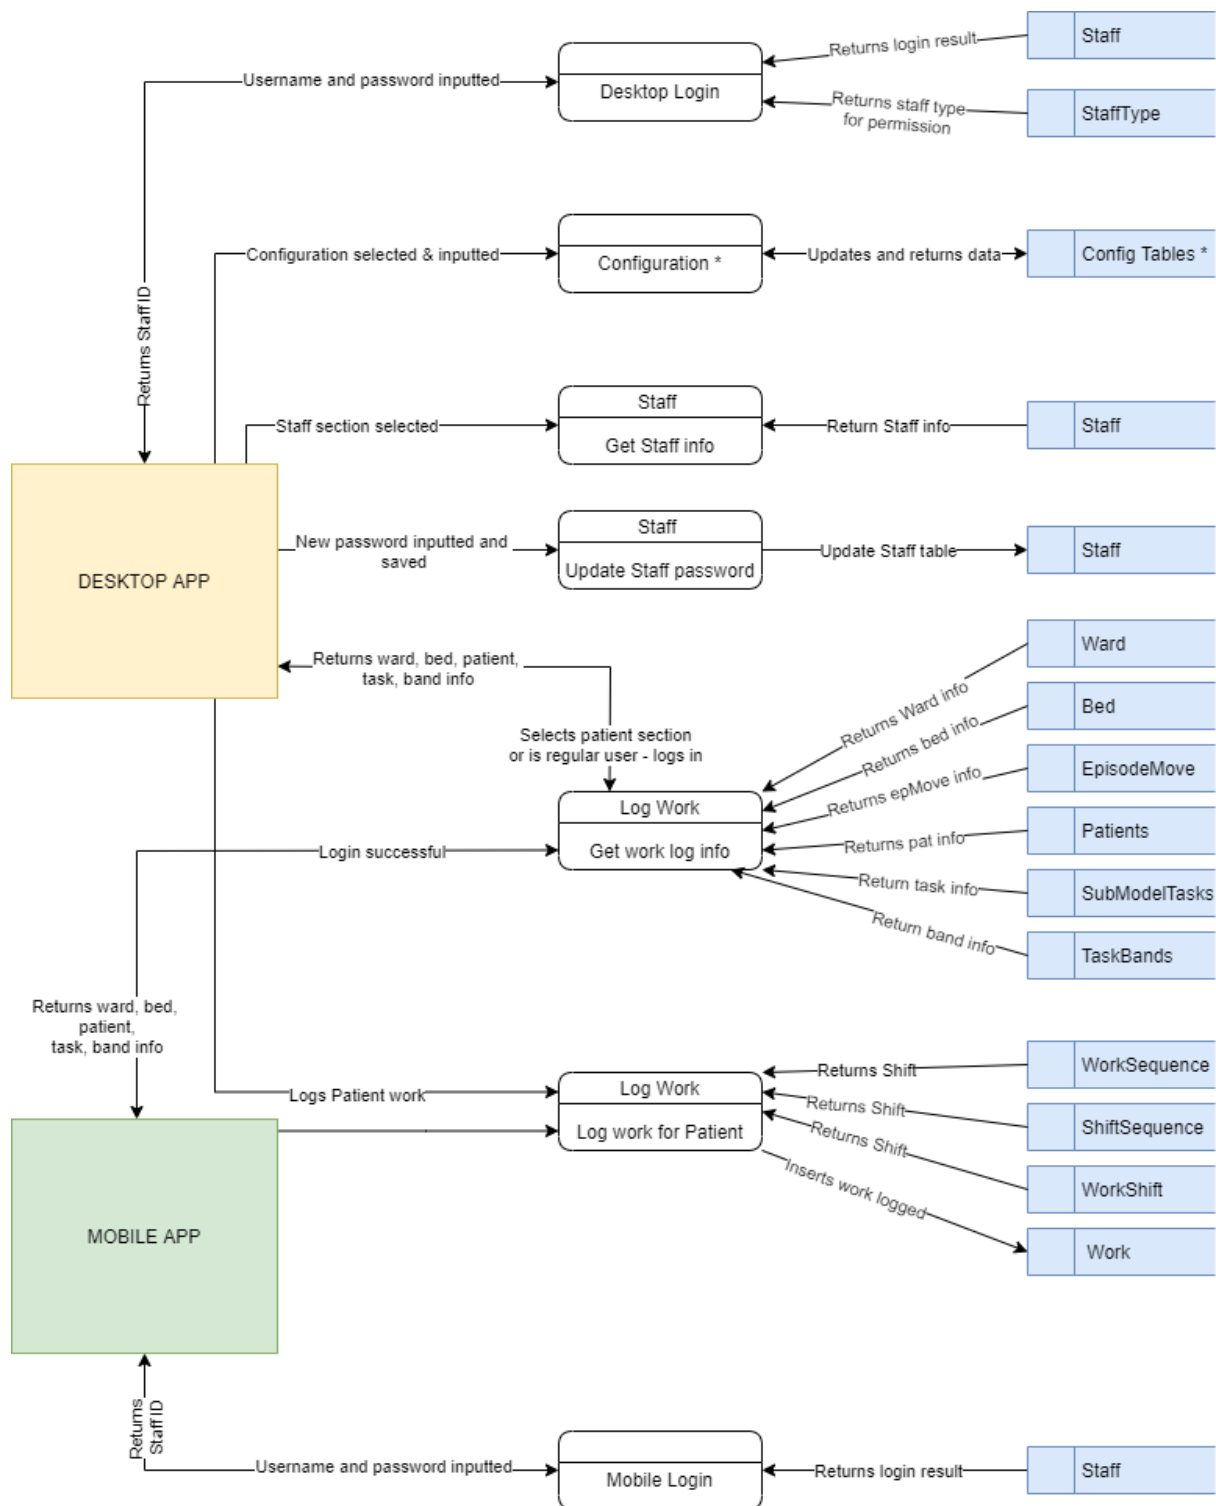 Returns login result
Staff
Username and password inputted
Desktop Login
Returns staff type
for permission
StaffType
Configuration selected & inputted
Configuration *
Updates and returns data
Config Tables *
Returns Staff ID
Staff section selected
Staff
Get Staff info
Return Staff info
Staff
New password inputted and
saved
Staff
Update Staff password
Update Staff table
Staff
DESKTOP APP
Returns ward, bed, patient,
task, band info
Selects patient section
or is regular user - logs in
Returns Ward info
Ward
Returns bed info
Bed
Returns epMove info
EpisodeMove
Log Work
Get work log info
Returns pat info
Patients
Login successful
Return task info
SubModelTasks
Return band info
TaskBands
Returns ward, bed,
patient,
task, band info
Logs Patient work
Log Work
Log work for Patient
Returns Shift
WorkSequence
Returns Shift
ShiftSequence
Returns Shift
WorkShift
Inserts work logged
Work
MOBILE APP
Returns
Staff ID
Username and password inputted
Mobile Login
Returns login result
Staff